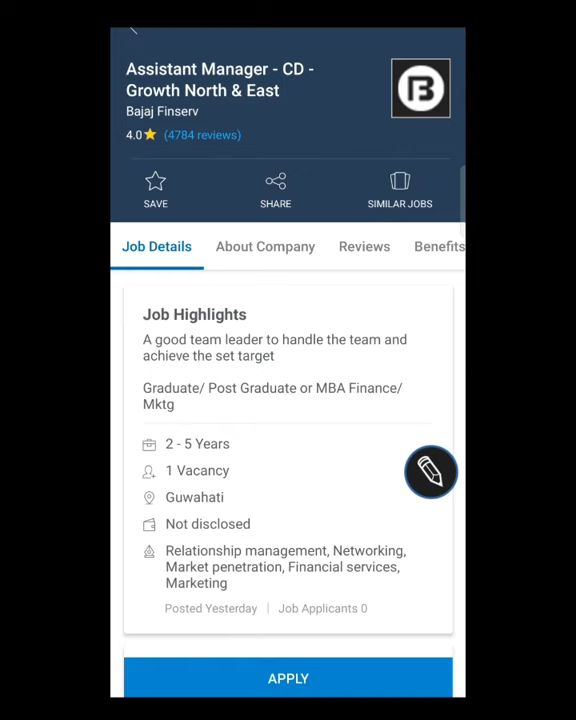 Assistant Manager - CD -
Growth North & East
Bajaj Finserv
4.0 (4784 reviews)
SAVE
SHARE
SIMILAR JOBS
Job Details
About Company
Reviews
Benefits
Job Highlights
A good team leader to handle the team and
achieve the set target
Graduate/ Post Graduate or MBA Finance/
Mktg
2 - 5 Years
1 Vacancy
Guwahati
Not disclosed
Relationship management, Networking,
Market penetration, Financial services,
Marketing
Posted Yesterday | Job Applicants 0
APPLY